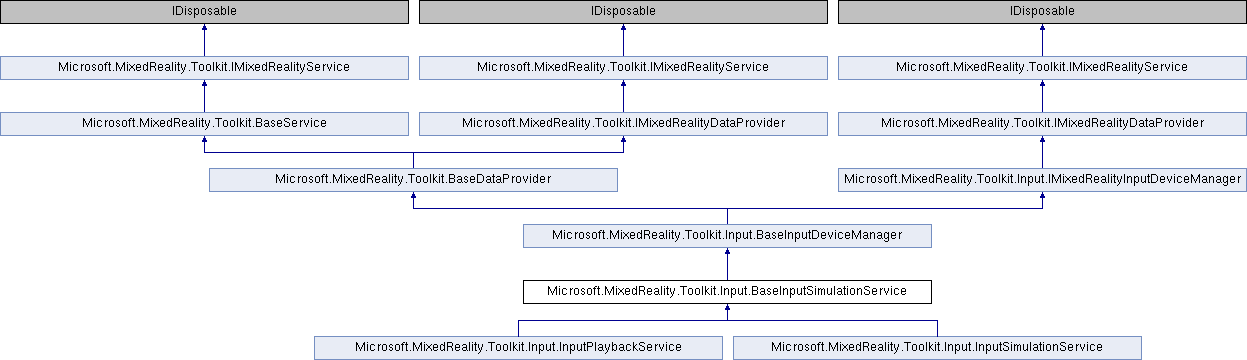 IDisposable
IDisposable
IDisposable
Microsoft.MixedReality.Toolkit.IMixedRealityService
Microsoft.MixedReality.Toolkit.IMixedRealityService
Microsoft.MixedReality.Toolkit.IMixedRealityService
Microsoft.MixedReality.Toolkit.BaseService
Microsoft.MixedReality.Toolkit.IMixedRealityDataProvider
Microsoft.MixedReality.Toolkit.IMixedRealityDataProvider
Microsoft.MixedReality.Toolkit.BaseDataProvider
Microsoft.MixedReality.Toolkit.Input.IMixedRealityInputDeviceManager
Microsoft.MixedReality.Toolkit.Input.BaseInputDeviceManager
Microsoft.MixedReality.Toolkit.Input.BaseInputSimulationService
Microsoft.MixedReality.Toolkit.Input.InputPlaybackService
Microsoft.MixedReality.Toolkit.Input.InputSimulationService